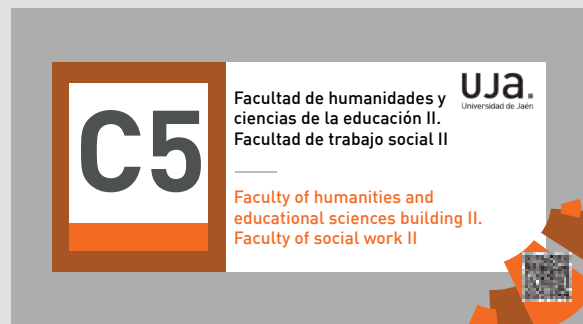 C5
Facultad de humanidades y
ciencias de la educación II.
Facultad de trabajo social II
uja.
Universidad de Jaén
Faculty of humanities and
educational sciences building II.
Faculty of social work II